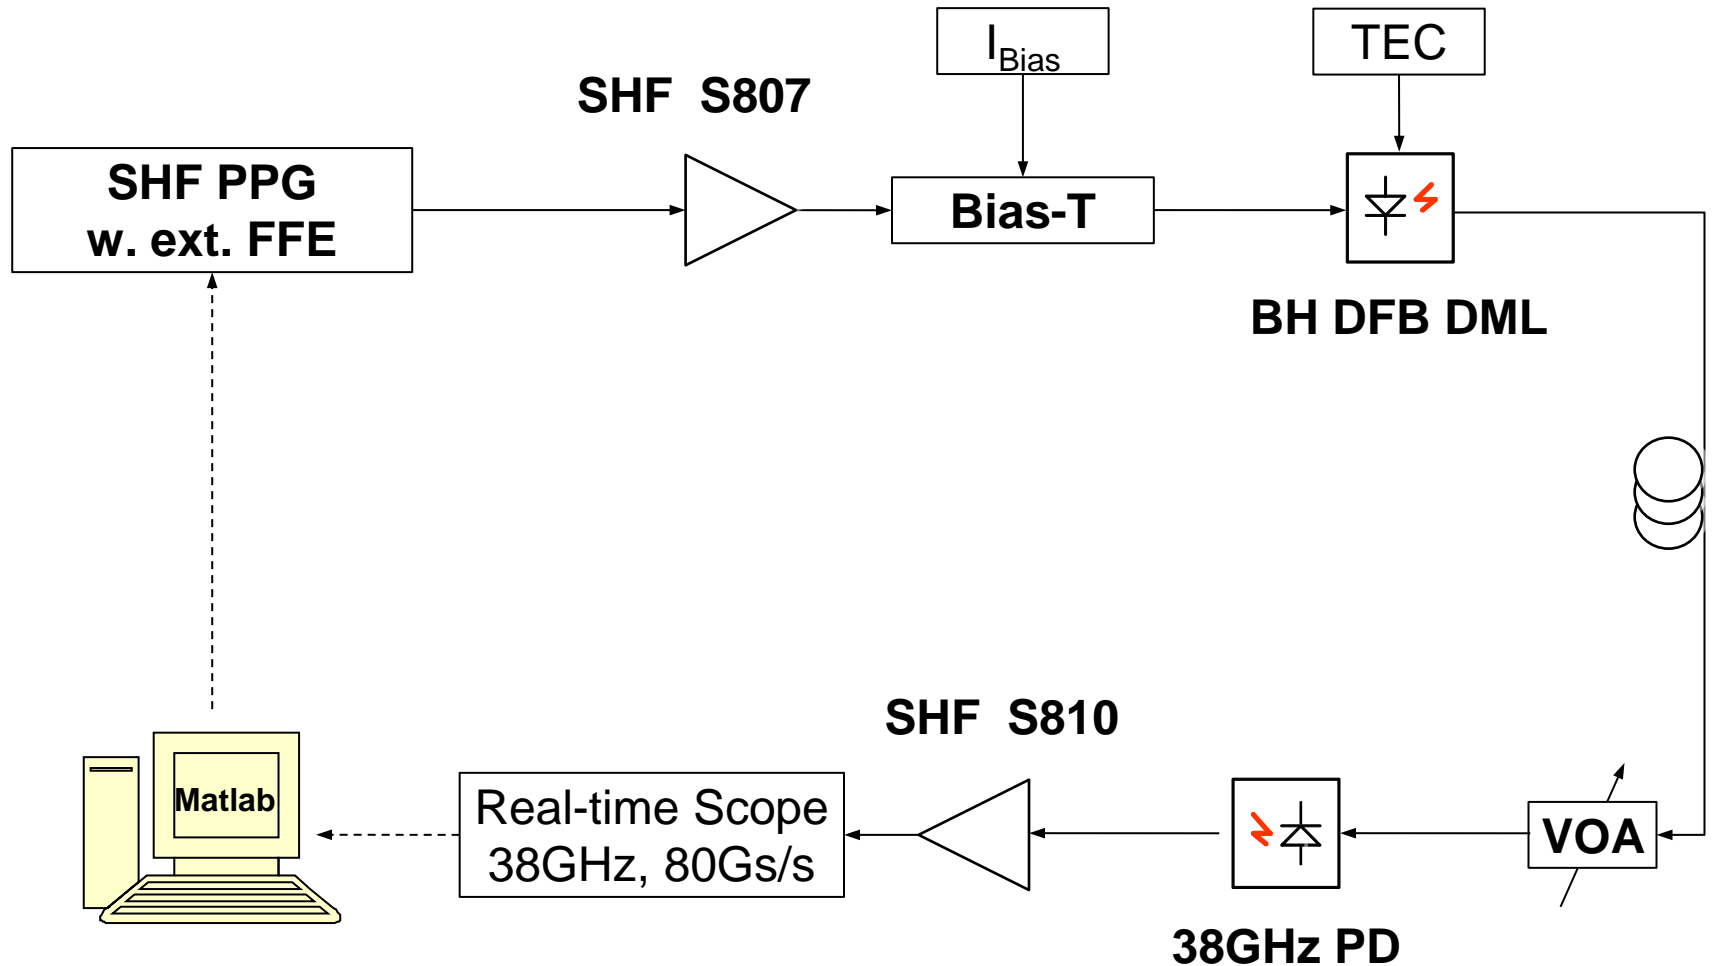 I_Bias
TEC
SHF S807
SHF PPG
w. ext. FFE
Bias-T
BH DFB DML
SHF S810
Matlab
Real-time Scope
38GHz, 80Gs/s
VOA
38GHz PD